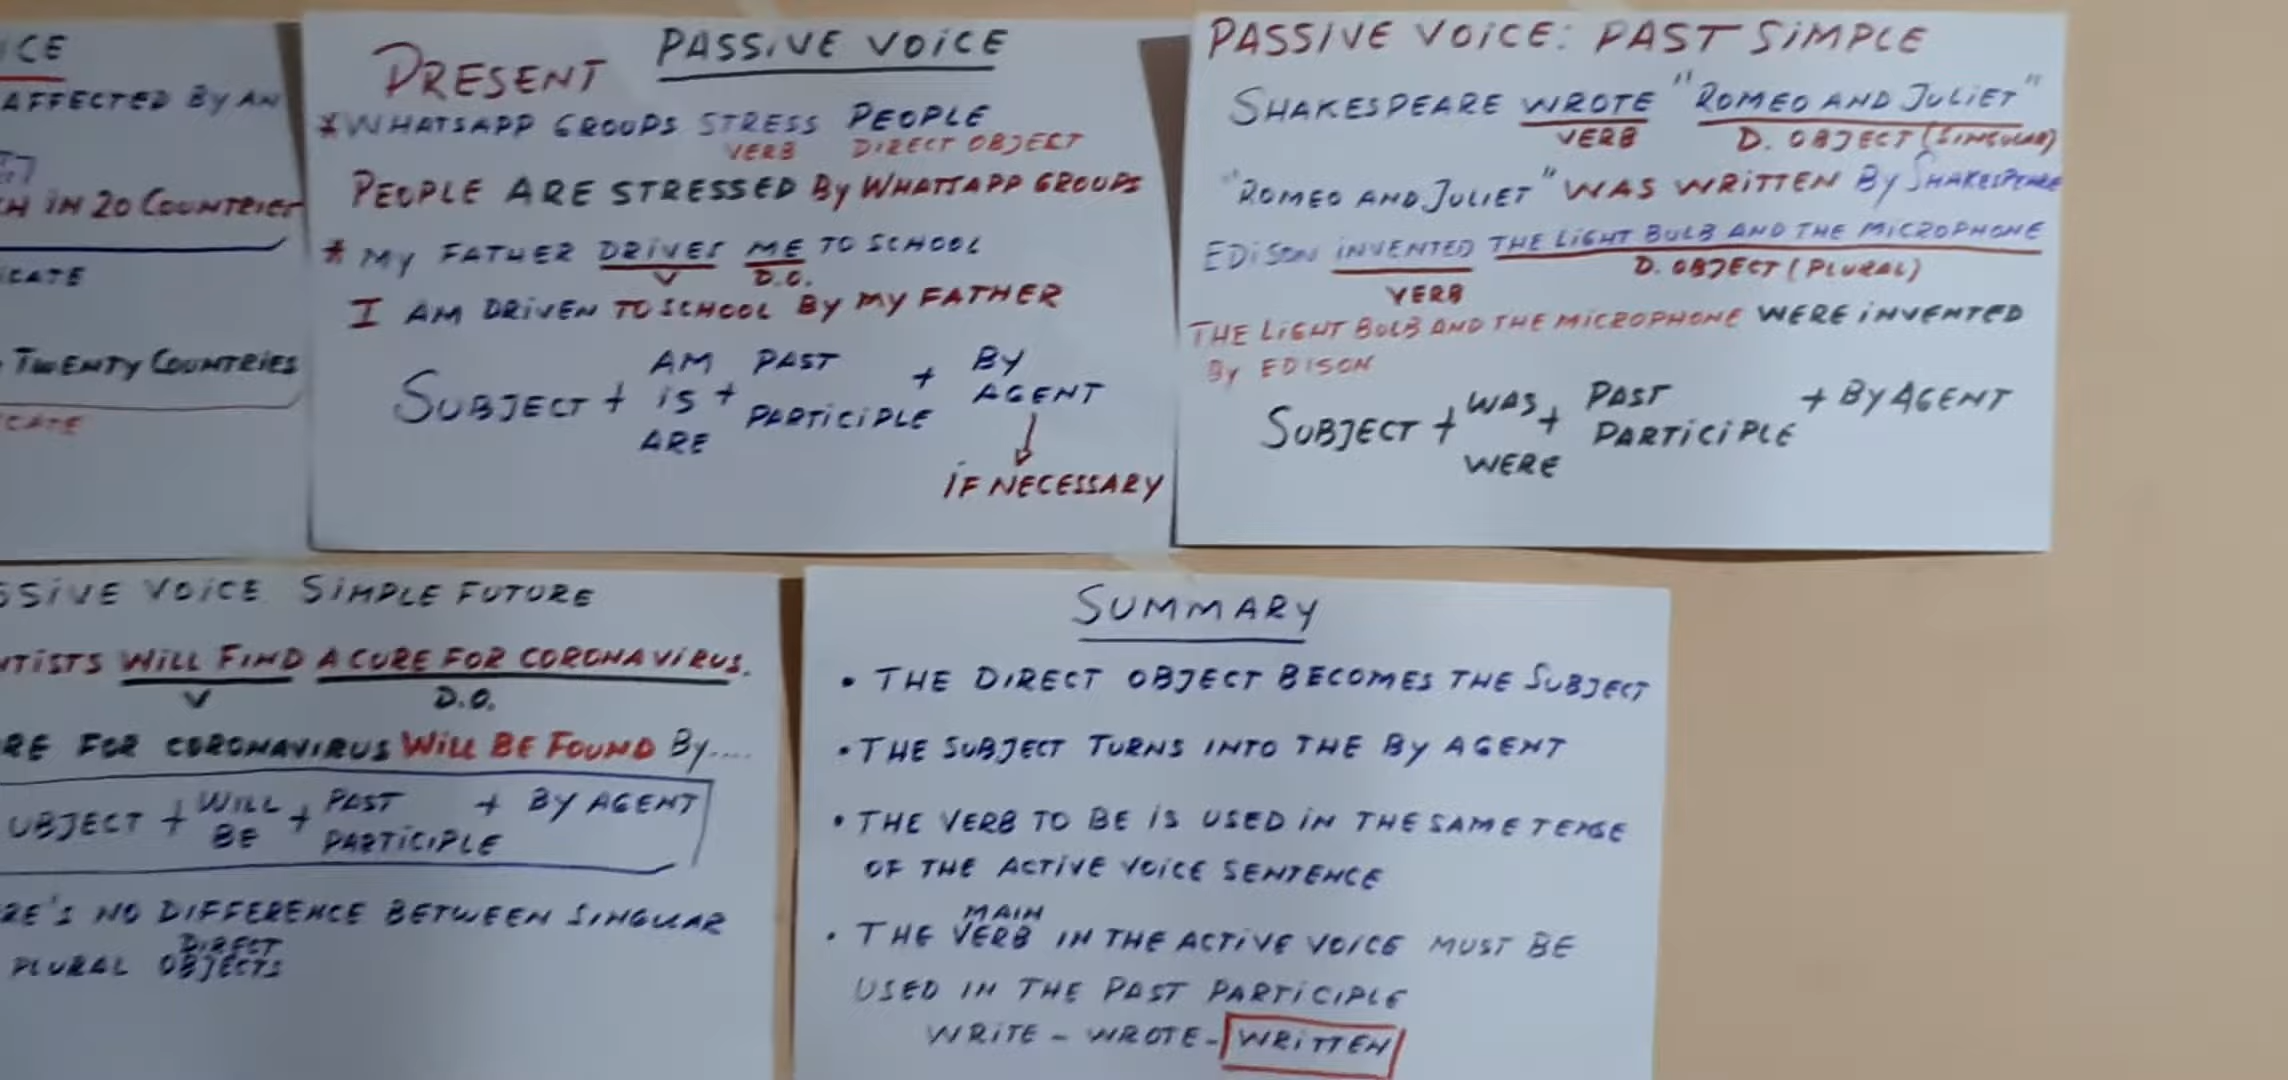 ICE
AFFECTED BY AN
H IN 20 COUNTRIES
ICATE
TWENTY COUNTRIES
ICATE
PRESENT PASSIVE VOICE
* WHATSAPP GROUPS STRESS PEOPLE
VERB DIRECT OBJECT
PEOPLE ARE STRESSED BY WHATSAPP GROUPS
* MY FATHER DRIVES ME TO SCHOOL
V D.O.
I AM DRIVEN TO SCHOOL BY MY FATHER
AM PAST BY
SUBJECT + IS + PARTICIPLE + AGENT
ARE
IF NECESSARY
PASSIVE VOICE: PAST SIMPLE
SHAKESPEARE WROTE "ROMEO AND JULIET"
VERB D. OBJECT (SINGULAR)
"ROMEO AND JULIET" WAS WRITTEN BY SHAKESPEARE
EDISON INVENTED THE LIGHT BULB AND THE MICROPHONE
VERB D. OBJECT (PLURAL)
THE LIGHT BULB AND THE MICROPHONE WERE INVENTED
BY EDISON
WAS PAST + BY AGENT
SUBJECT + + PARTICIPLE
WERE
SSIVE VOICE SIMPLE FUTURE
NTISTS WILL FIND A CURE FOR CORONAVIRUS.
V D.O.
RE FOR CORONAVIRUS WILL BE FOUND BY....
WILL PAST + BY AGENT
UBJECT + BE + PARTICIPLE
RE'S NO DIFFERENCE BETWEEN SINGULAR
DIRECT
PLURAL OBJECTS
SUMMARY
• THE DIRECT OBJECT BECOMES THE SUBJECT
• THE SUBJECT TURNS INTO THE BY AGENT
• THE VERB TO BE IS USED IN THE SAME TENSE
OF THE ACTIVE VOICE SENTENCE
MAIN
• THE VERB IN THE ACTIVE VOICE MUST BE
USED IN THE PAST PARTICIPLE
WRITE - WROTE - WRITTEN